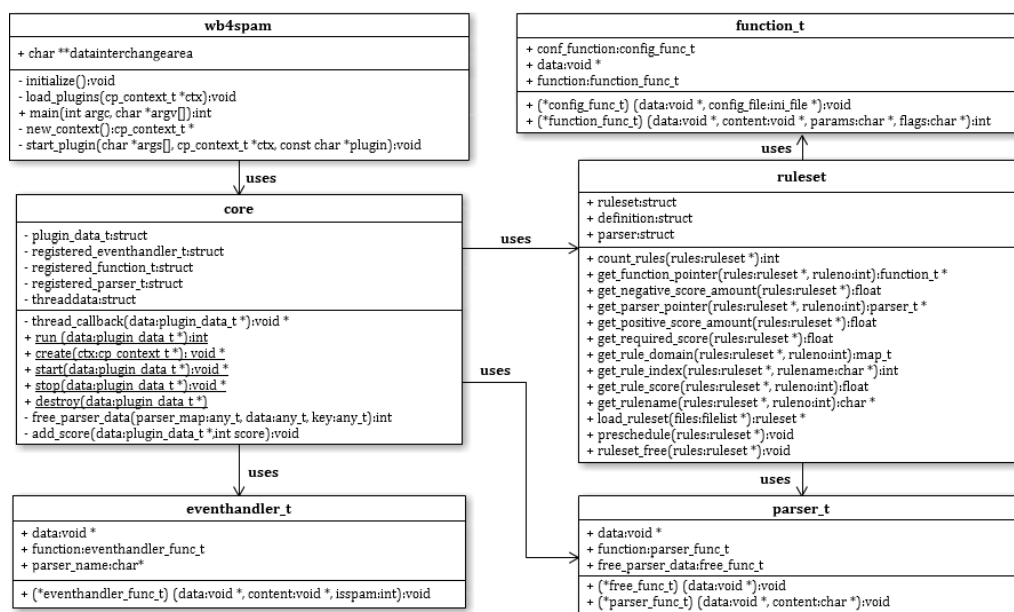 wb4spam
+ char **datainterchangearea
- initialize():void
- load_plugins(cp_context_t *ctx):void
+ main(int argc, char *argv[]):int
- new_context():cp_context_t *
- start_plugin(char *args[], cp_context_t *ctx, const char *plugin):void
uses
core
- plugin_data_t:struct
- registered_eventhandler_t:struct
- registered_function_t:struct
- registered_parser_t:struct
- threaddata:struct
- thread_callback(data:plugin_data_t *):void *
+ run (data:plugin_data_t *):int
+ create(ctx:cp_context_t *): void *
+ start(data:plugin_data_t *):void *
+ stop(data:plugin_data_t *):void *
+ destroy(data:plugin_data_t *)
- free_parser_data(parser_map:any_t, data:any_t, key:any_t):int
- add_score(data:plugin_data_t *,int score):void
uses
eventhandler_t
+ data:void *
+ function:eventhandler_func_t
+ parser_name:char*
+ (*eventhandler_func_t) (data:void *, content:void *, isspam:int):void
uses
uses
function_t
+ conf_function:config_func_t
+ data:void *
+ function:function_func_t
+ (*config_func_t) (data:void *, config_file:ini_file *):void
+ (*function_func_t) (data:void *, content:void *, params:char *, flags:char *):int
uses
ruleset
+ ruleset:struct
+ definition:struct
+ parser:struct
+ count_rules(rules:ruleset *):int
+ get_function_pointer(rules:ruleset *, ruleno:int):function_t *
+ get_negative_score_amount(rules:ruleset *):float
+ get_parser_pointer(rules:ruleset *, ruleno:int):parser_t *
+ get_positive_score_amount(rules:ruleset *):float
+ get_required_score(rules:ruleset *):float
+ get_rule_domain(rules:ruleset *, ruleno:int):map_t
+ get_rule_index(rules:ruleset *, rulename:char *):int
+ get_rule_score(rules:ruleset *, ruleno:int):float
+ get_rulename(rules:ruleset *, ruleno:int):char *
+ load_ruleset(files:filelist *):ruleset *
+ preschedule(rules:ruleset *):void
+ ruleset_free(rules:ruleset *):void
uses
parser_t
+ data:void *
+ function:parser_func_t
+ free_parser_data:free_func_t
+ (*free_func_t) (data:void *):void
+ (*parser_func_t) (data:void *, content:char *):void